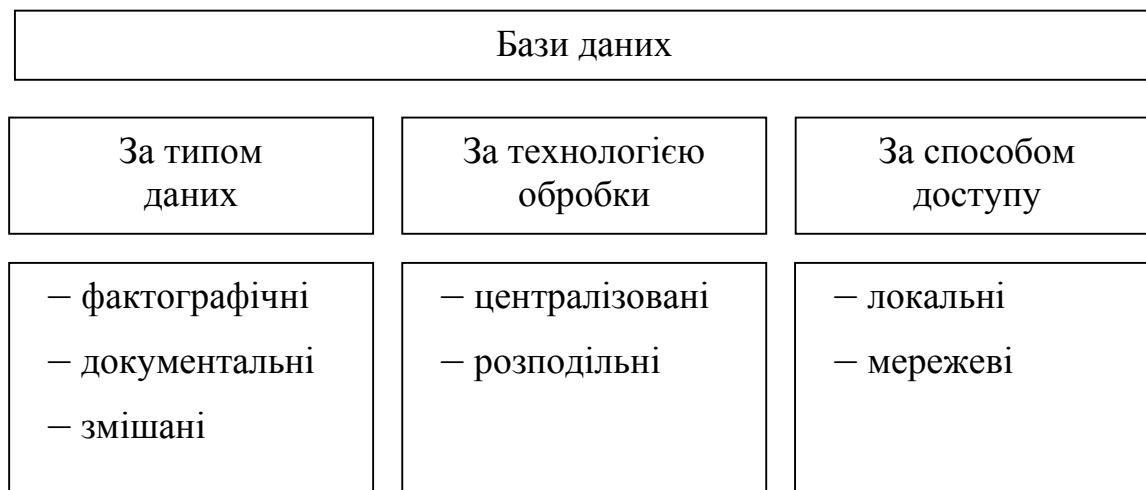 Бази даних
За типом
даних
За технологією
обробки
За способом
доступу
– фактографічні
– документальні
– змішані
– централізовані
– розподільні
– локальні
– мережеві